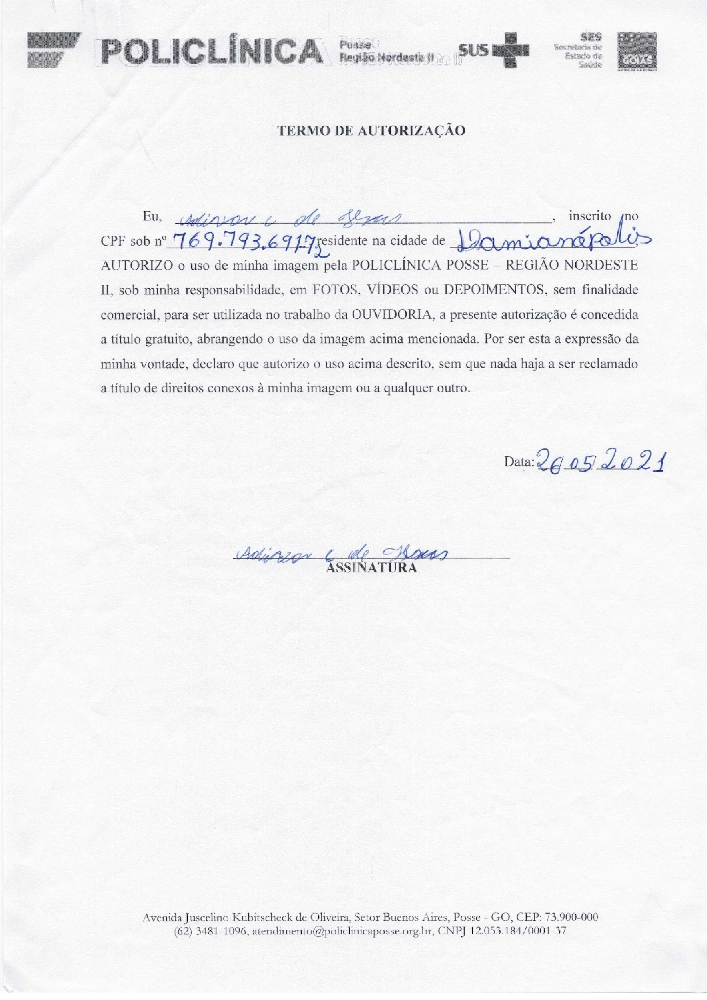 POLICLÍNICA Posse
Região Nordeste II
SUS
SES
Secretaria de
Estado da
Saúde
GOIÁS
TERMO DE AUTORIZAÇÃO
Eu, C de Jesus, inscrito no
CPF sob nº 769.793.691-72 residente na cidade de Damianópolis
AUTORIZO o uso de minha imagem pela POLICLÍNICA POSSE – REGIÃO NORDESTE
II, sob minha responsabilidade, em FOTOS, VÍDEOS ou DEPOIMENTOS, sem finalidade
comercial, para ser utilizada no trabalho da OUVIDORIA, a presente autorização é concedida
a título gratuito, abrangendo o uso da imagem acima mencionada. Por ser esta a expressão da
minha vontade, declaro que autorizo o uso acima descrito, sem que nada haja a ser reclamado
a título de direitos conexos à minha imagem ou a qualquer outro.
Data: 26/05/2021
C de Jesus
ASSINATURA
Avenida Juscelino Kubitscheck de Oliveira, Setor Buenos Aires, Posse - GO, CEP: 73.900-000
(62) 3481-1096, atendimento@policlinicaposse.org.br, CNPJ 12.053.184/0001-37